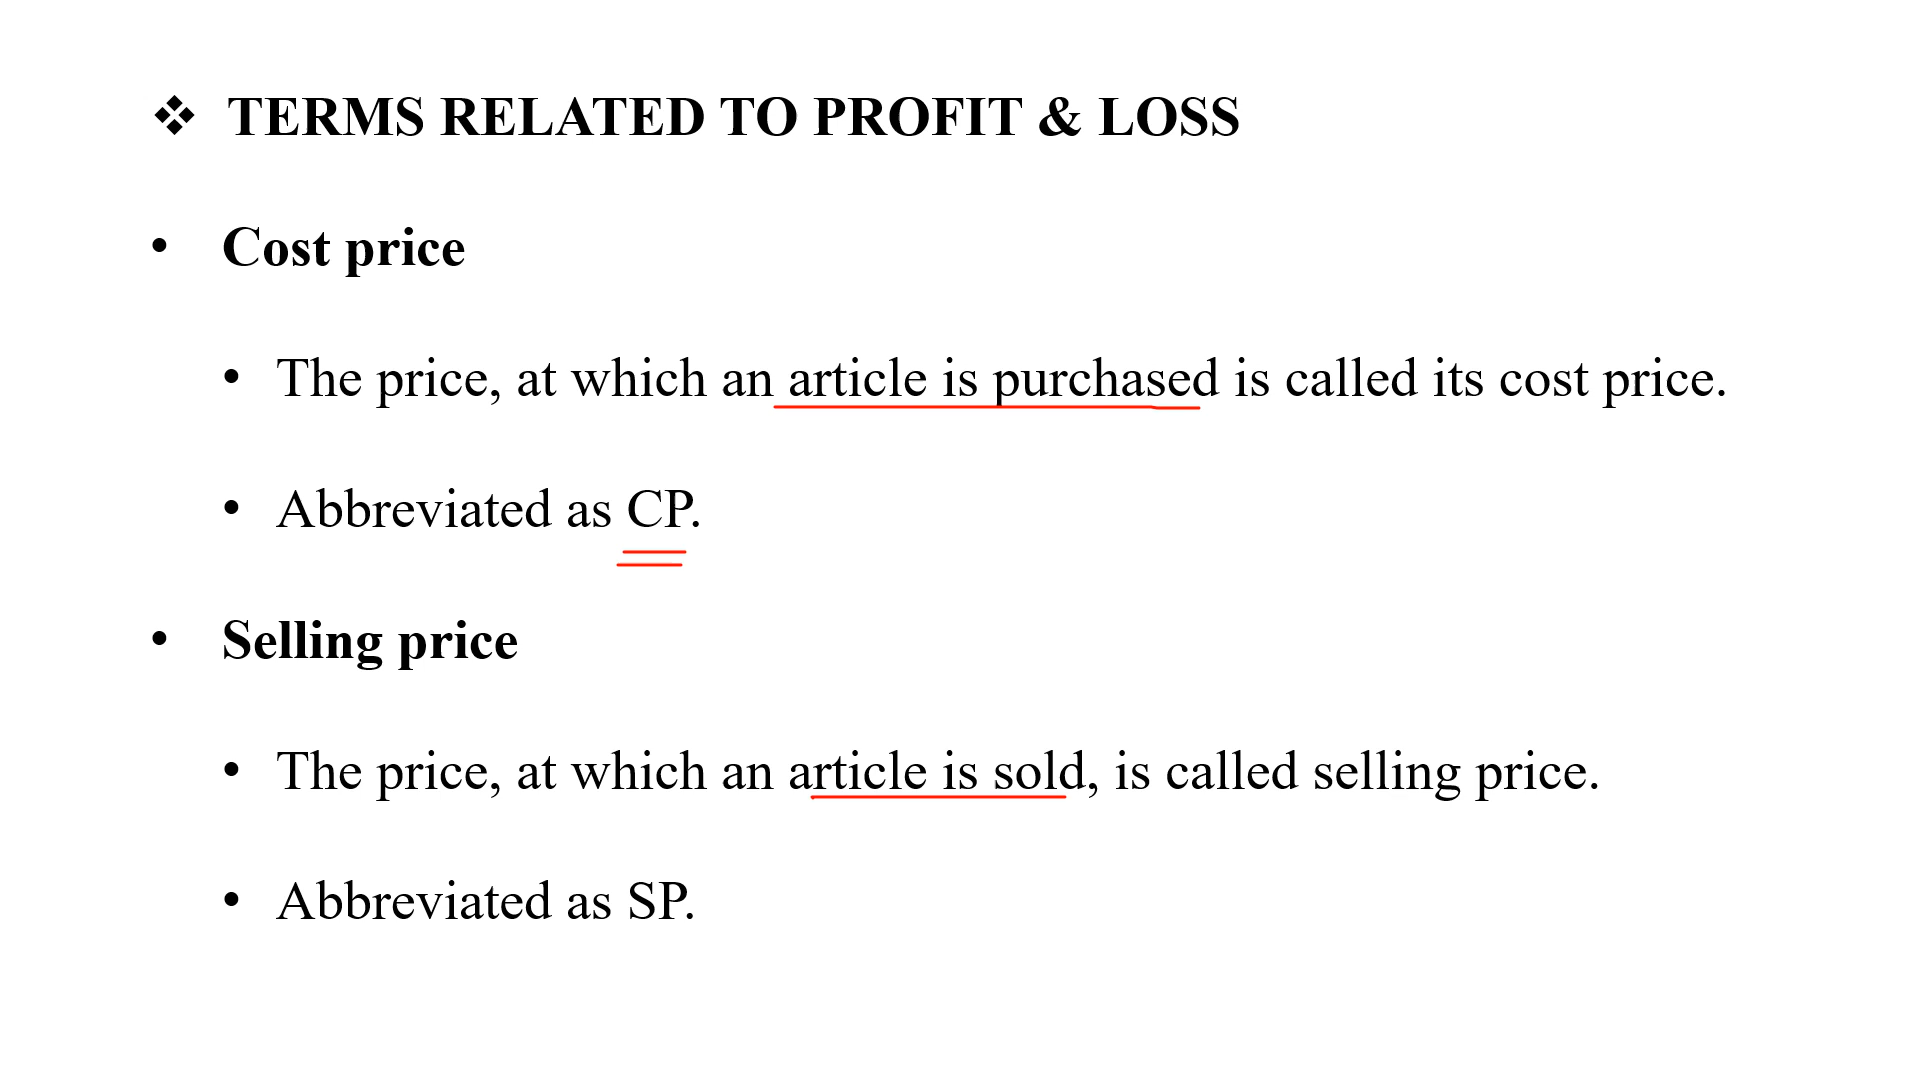 ❖ TERMS RELATED TO PROFIT & LOSS
• Cost price
• The price, at which an article is purchased is called its cost price.
• Abbreviated as CP.
• Selling price
• The price, at which an article is sold, is called selling price.
• Abbreviated as SP.